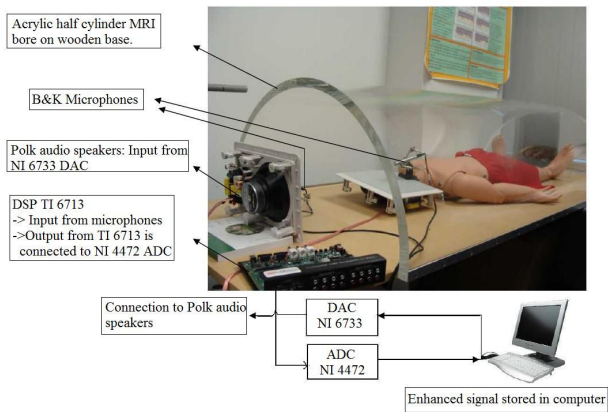 Acrylic half cylinder MRI
bore on wooden base.
B&K Microphones
Polk audio speakers: Input from
NI 6733 DAC
DSP TI 6713
-> Input from microphones
->Output from TI 6713 is
connected to NI 4472 ADC
Connection to Polk audio
speakers
DAC
NI 6733
ADC
NI 4472
Enhanced signal stored in computer